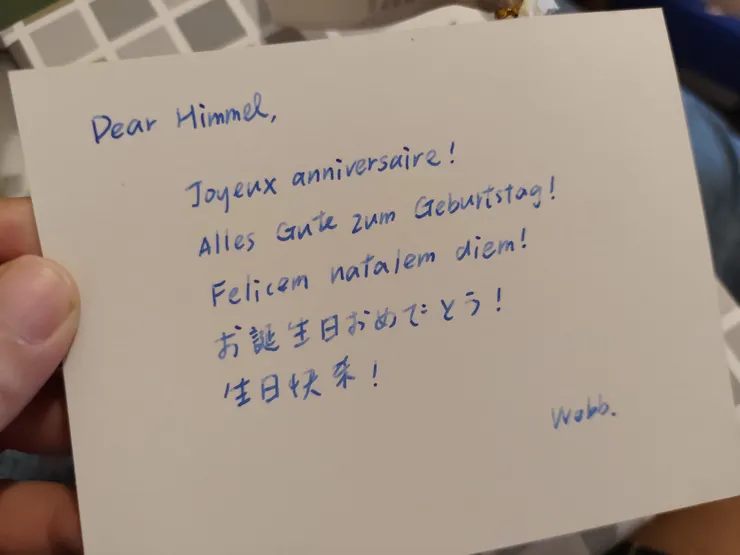 Dear Himmel,
Joyeux anniversaire!
Alles Gute zum Geburtstag!
Felicem natalem diem!
お誕生日おめでとう!
生日快乐!
Webb.